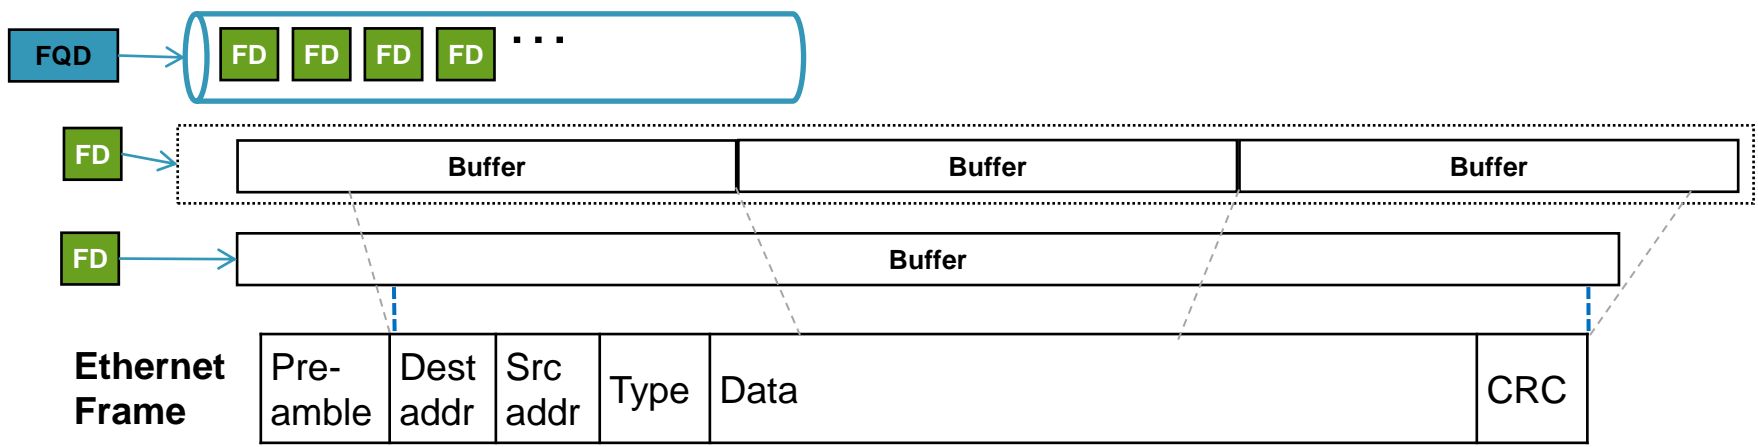 FQD FD FD FD FD ...
FD Buffer Buffer Buffer
FD Buffer
Ethernet Frame
Pre-
amble
Dest
addr
Src
addr
Type
Data
CRC